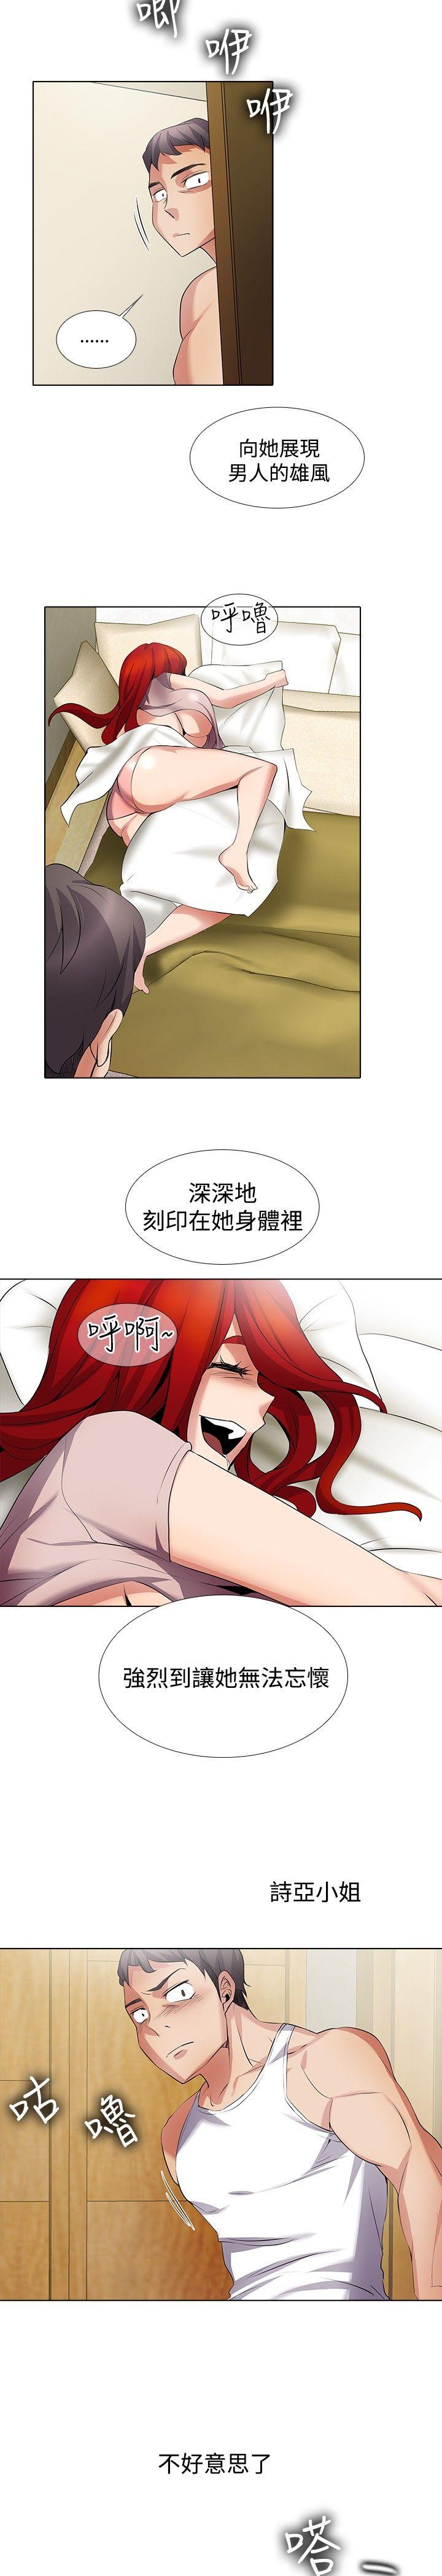 唧
咿
咿
……
向她展現
男人的雄風
呼嚕
深深地
刻印在她身體裡
呼啊~
強烈到讓她無法忘懷
詩亞小姐
咕
嚕
不好意思了
嗒